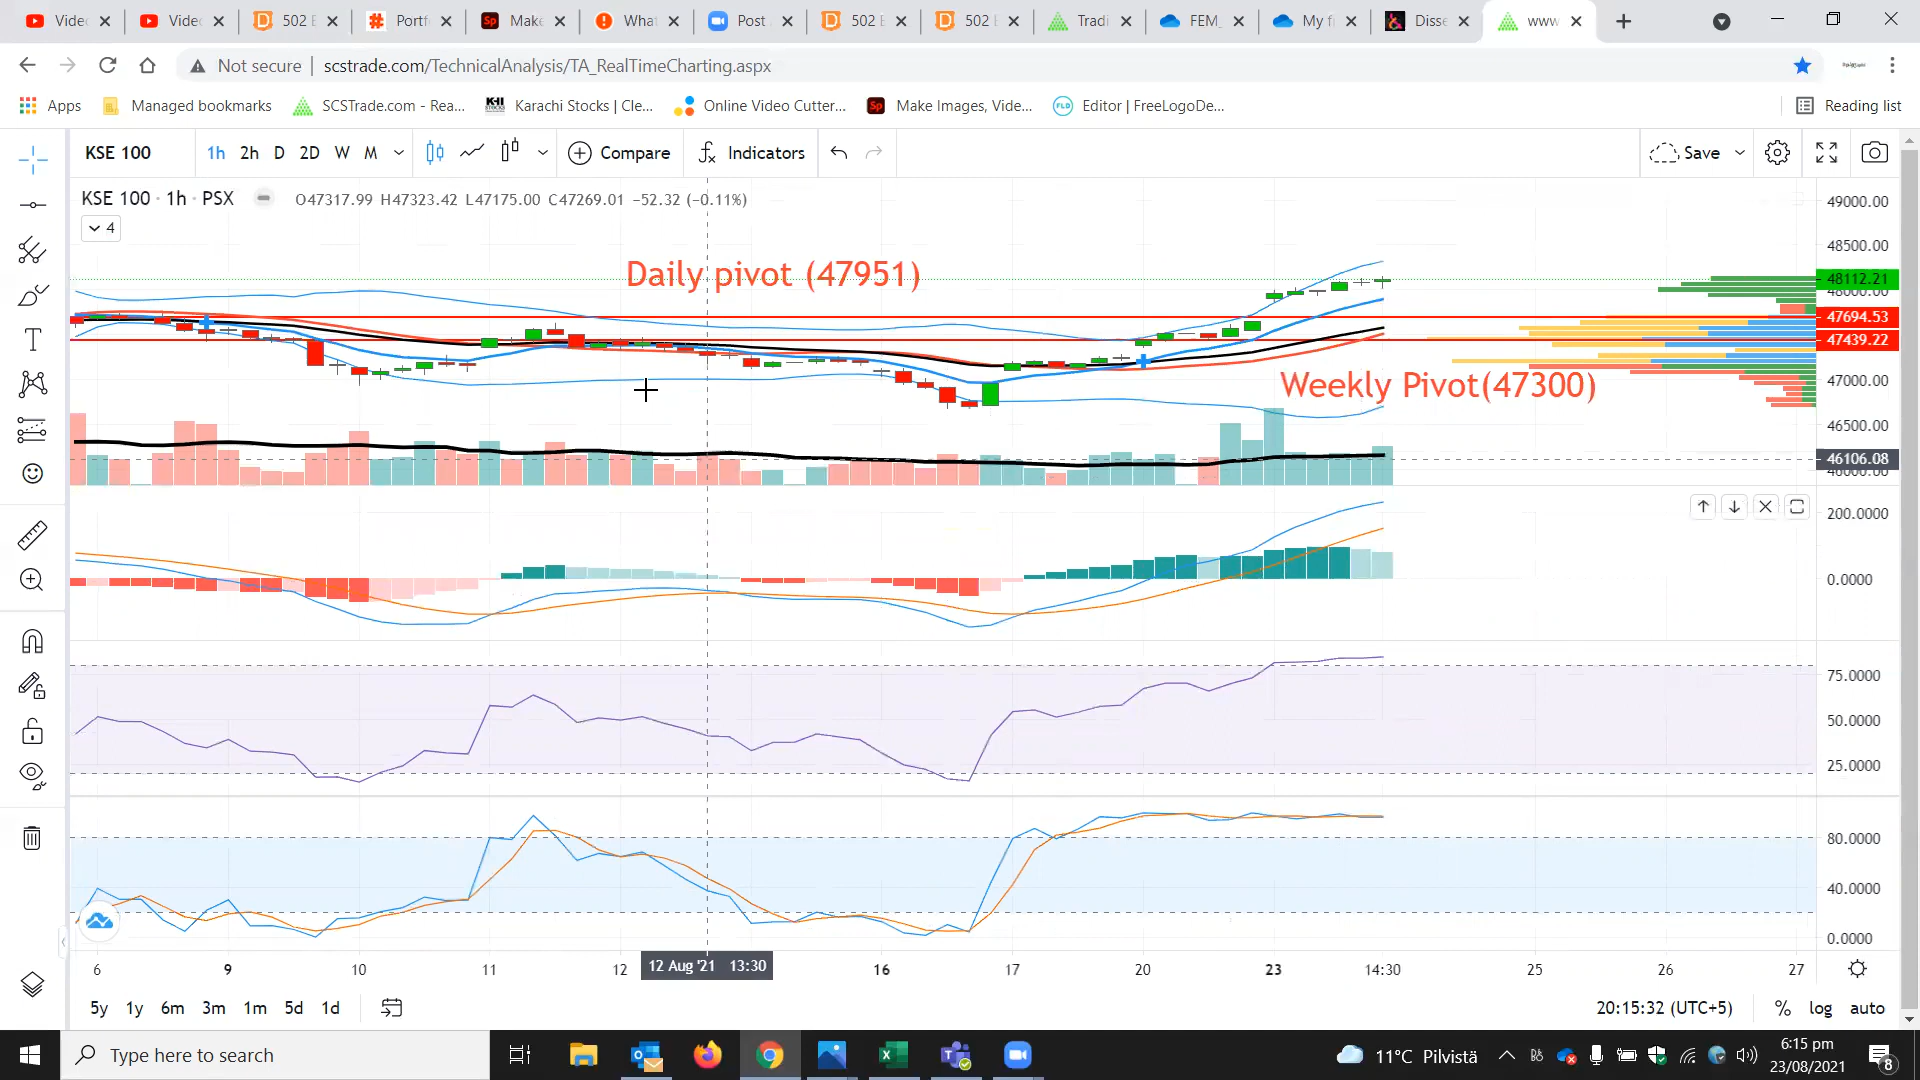 Videc
Videc
502 E
Portf
Make
What
Post
502 E
502 E
Tradi
FEM_
My fi
Disse
www
Not secure
scstrade.com/TechnicalAnalysis/TA_RealTimeCharting.aspx
Apps
Managed bookmarks
SCSTrade.com - Rea...
Karachi Stocks | Cle...
Online Video Cutter...
Make Images, Vide...
Editor | FreeLogoDe...
Reading list
KSE 100
1h 2h D 2D W M
Compare
Indicators
Save
KSE 100 · 1h · PSX
O47317.99 H47323.42 L47175.00 C47269.01 −52.32 (−0.11%)
4
Daily pivot (47951)
Weekly Pivot(47300)
49000.00
48500.00
48112.21
48000.00
47694.53
47439.22
47000.00
46500.00
46106.08
46000.00
200.0000
0.0000
75.0000
50.0000
25.0000
80.0000
40.0000
0.0000
6 9 10 11 12 12 Aug '21 13:30 16 17 20 23 14:30 25 26 27
5y 1y 6m 3m 1m 5d 1d
20:15:32 (UTC+5)
% log auto
Type here to search
11°C Pilvistä
6:15 pm
23/08/2021
8